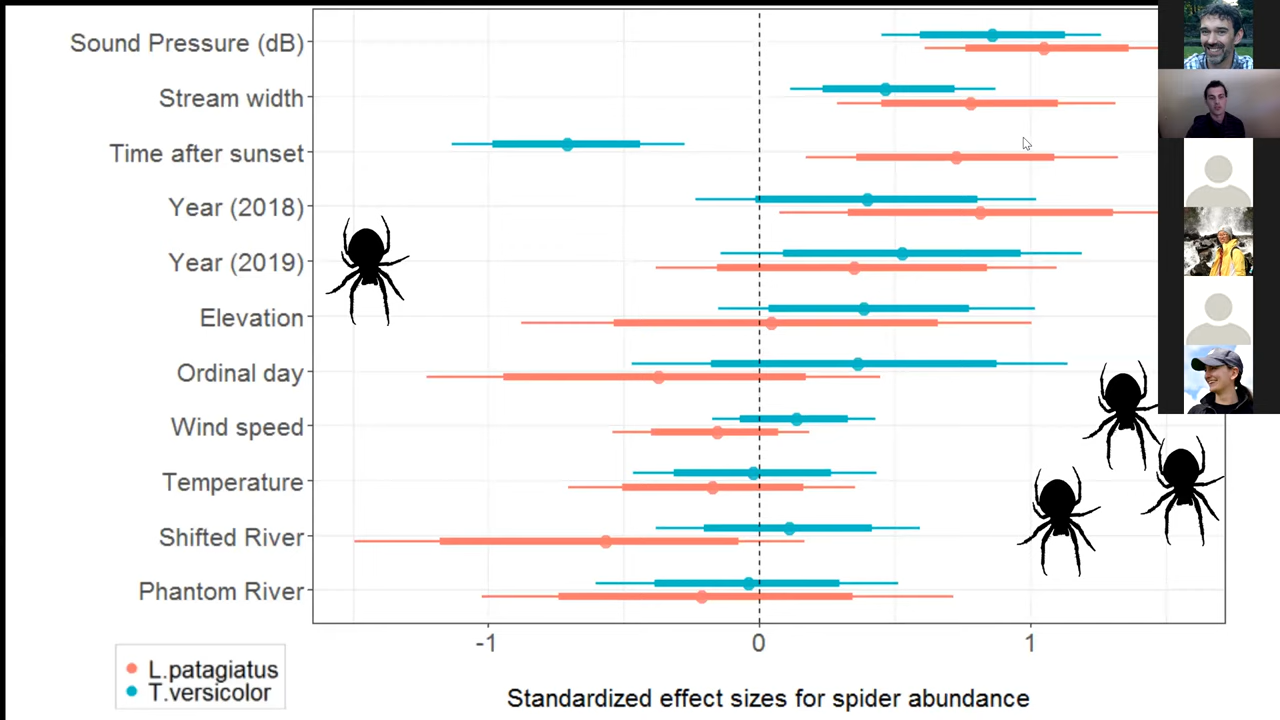 Sound Pressure (dB)
Stream width
Time after sunset
Year (2018)
Year (2019)
Elevation
Ordinal day
Wind speed
Temperature
Shifted River
Phantom River
-1 0 1
L.patagiatus
T.versicolor
Standardized effect sizes for spider abundance